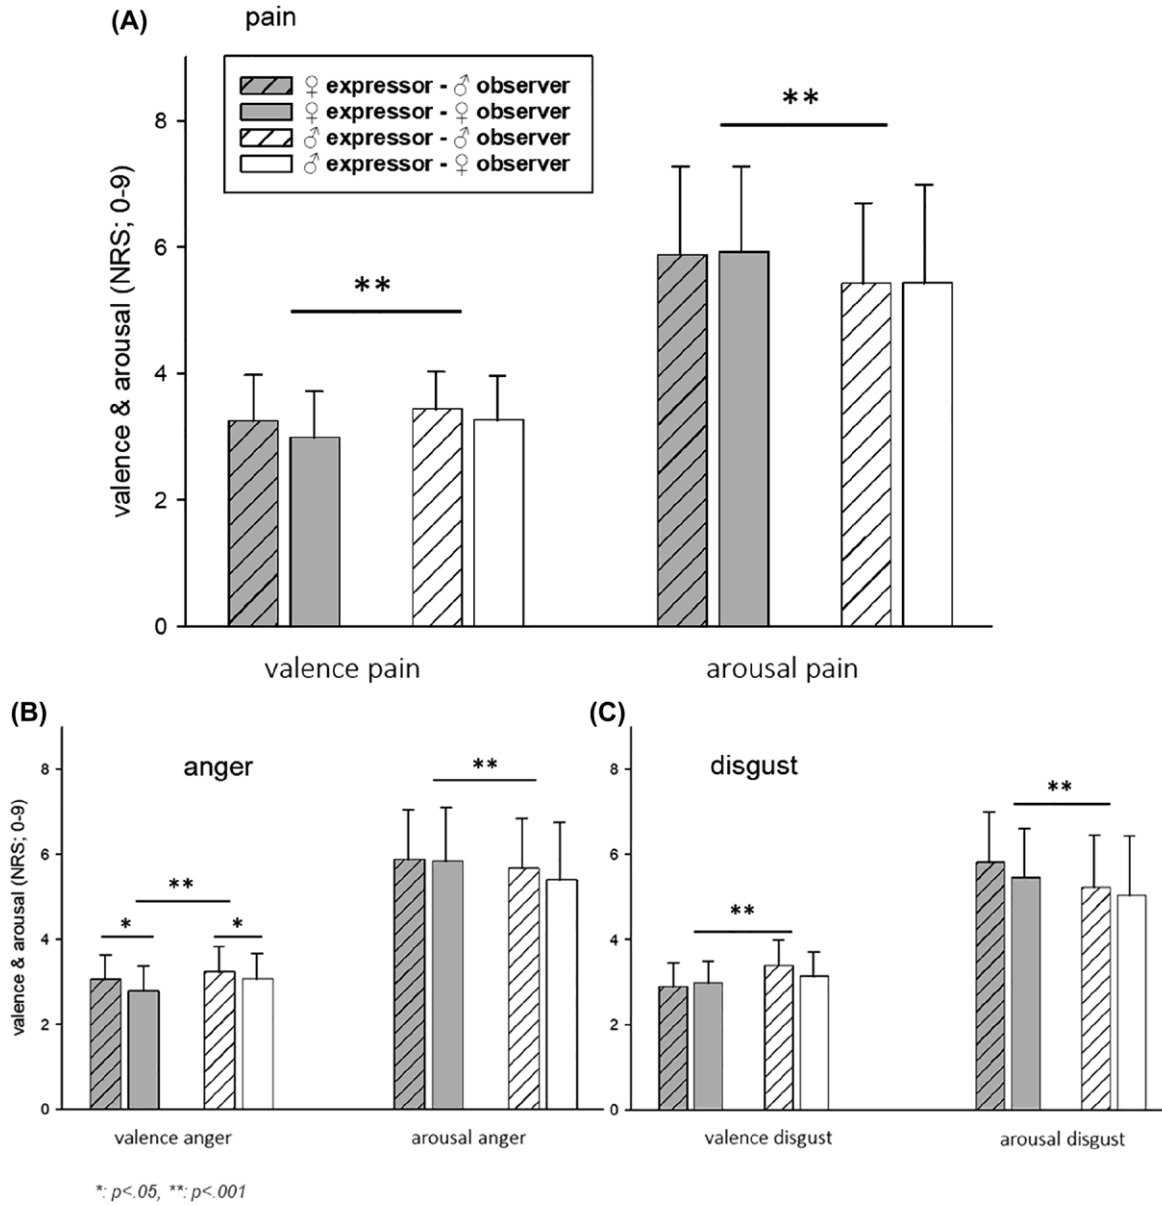 (A) pain
♀ expressor - ♂ observer
♀ expressor - ♀ observer
♂ expressor - ♂ observer
♂ expressor - ♀ observer
valence & arousal (NRS; 0-9)
8
6
4
2
0
**
**
valence pain
arousal pain
(B)
anger
valence & arousal (NRS; 0-9)
8
6
4
2
0
*
**
*
**
valence anger
arousal anger
(C)
disgust
8
6
4
2
0
**
**
valence disgust
arousal disgust
*: p<.05, **: p<.001